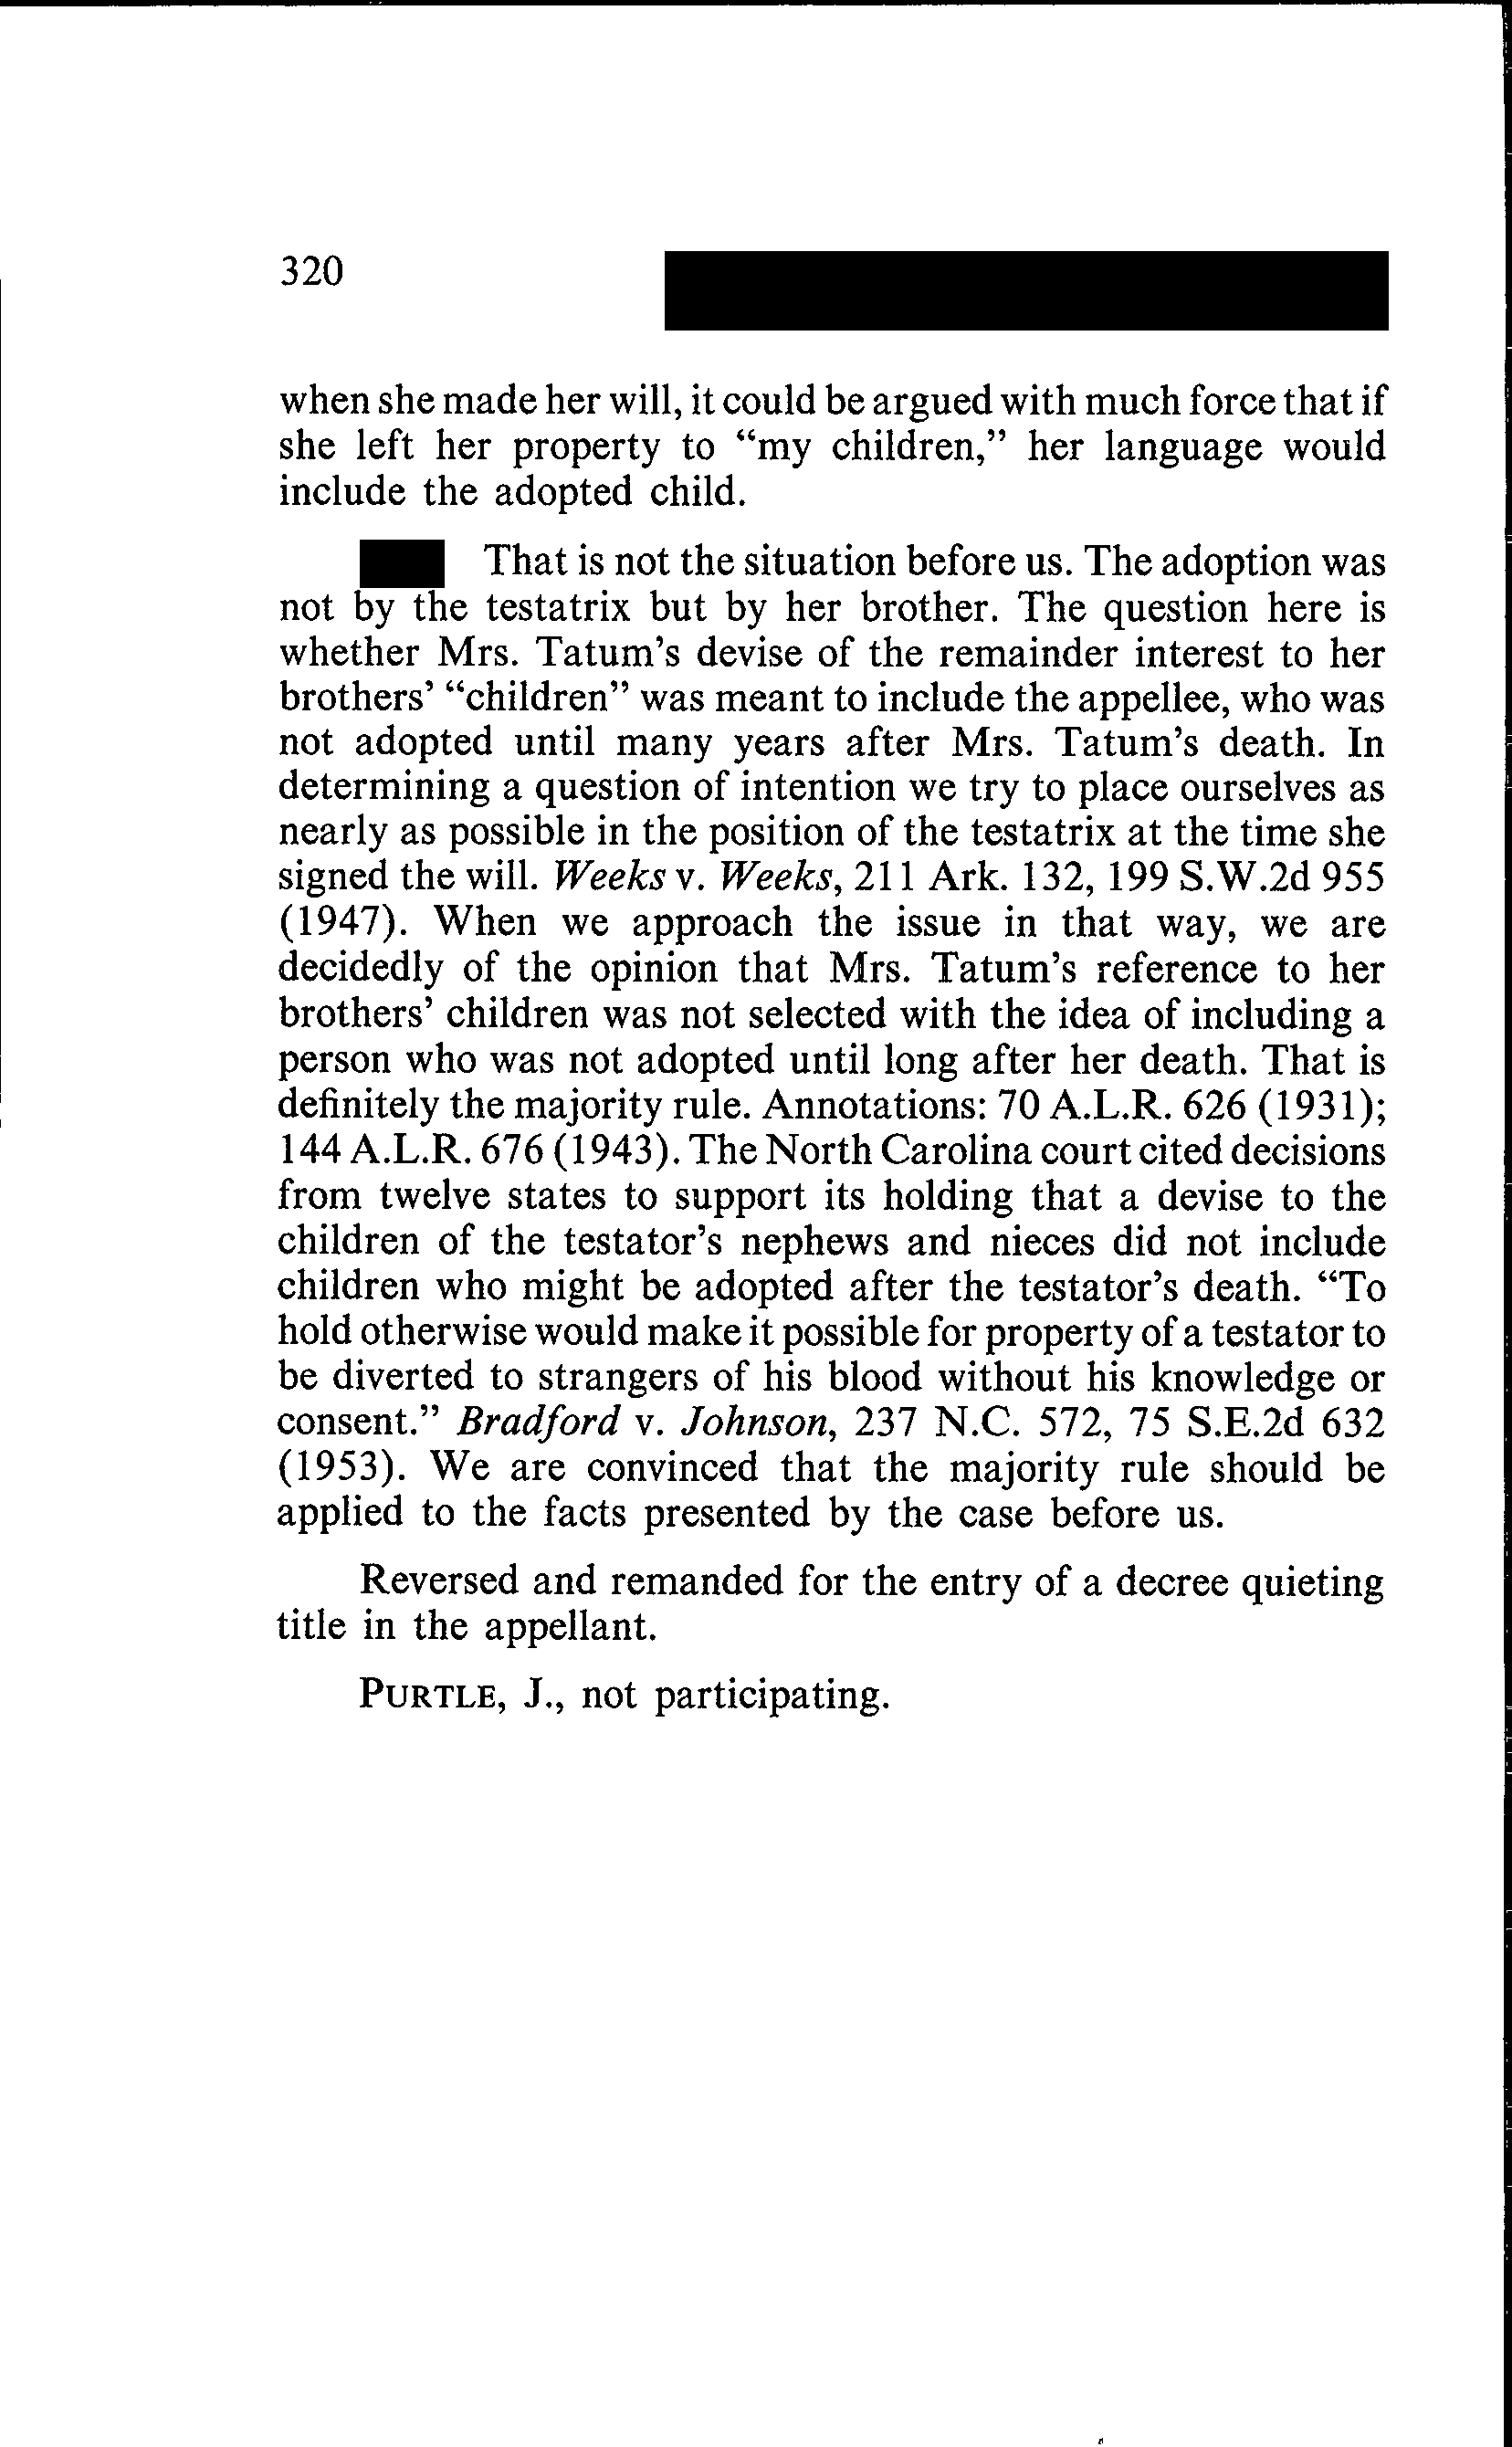 320
when she made her will, it could be argued with much force that if
she left her property to “my children,” her language would
include the adopted child.
That is not the situation before us. The adoption was
not by the testatrix but by her brother. The question here is
whether Mrs. Tatum’s devise of the remainder interest to her
brothers’ “children” was meant to include the appellee, who was
not adopted until many years after Mrs. Tatum’s death. In
determining a question of intention we try to place ourselves as
nearly as possible in the position of the testatrix at the time she
signed the will. Weeks v. Weeks, 211 Ark. 132, 199 S.W.2d 955
(1947). When we approach the issue in that way, we are
decidedly of the opinion that Mrs. Tatum’s reference to her
brothers’ children was not selected with the idea of including a
person who was not adopted until long after her death. That is
definitely the majority rule. Annotations: 70 A.L.R. 626 (1931);
144 A.L.R. 676 (1943). The North Carolina court cited decisions
from twelve states to support its holding that a devise to the
children of the testator’s nephews and nieces did not include
children who might be adopted after the testator’s death. “To
hold otherwise would make it possible for property of a testator to
be diverted to strangers of his blood without his knowledge or
consent.” Bradford v. Johnson, 237 N.C. 572, 75 S.E.2d 632
(1953). We are convinced that the majority rule should be
applied to the facts presented by the case before us.
Reversed and remanded for the entry of a decree quieting
title in the appellant.
PURTLE, J., not participating.